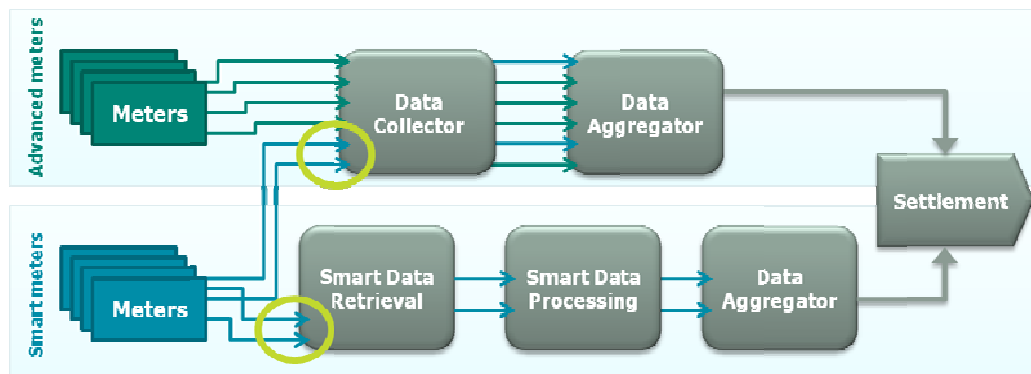 Advanced meters
Meters
Data
Collector
Data
Aggregator
Settlement
Smart meters
Meters
Smart Data
Retrieval
Smart Data
Processing
Data
Aggregator